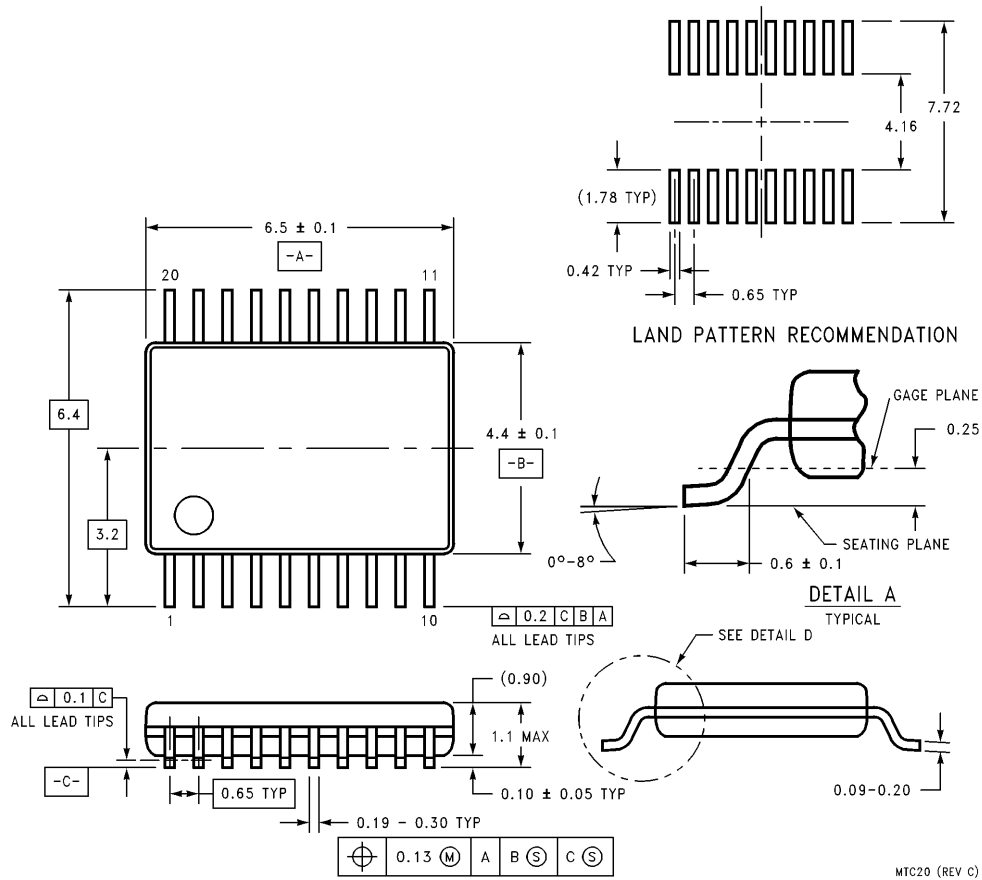 7.72
4.16
(1.78 TYP)
0.42 TYP
0.65 TYP
LAND PATTERN RECOMMENDATION
6.5 ± 0.1
-A-
20
11
6.4
3.2
4.4 ± 0.1
-B-
1
10
⌓ 0.2 C B A
ALL LEAD TIPS
GAGE PLANE
0.25
SEATING PLANE
0°-8°
0.6 ± 0.1
DETAIL A
TYPICAL
SEE DETAIL D
(0.90)
⌓ 0.1 C
ALL LEAD TIPS
1.1 MAX
-C-
0.65 TYP
0.10 ± 0.05 TYP
0.09-0.20
0.19 - 0.30 TYP
⌖ 0.13 Ⓜ A B Ⓢ C Ⓢ
MTC20 (REV C)